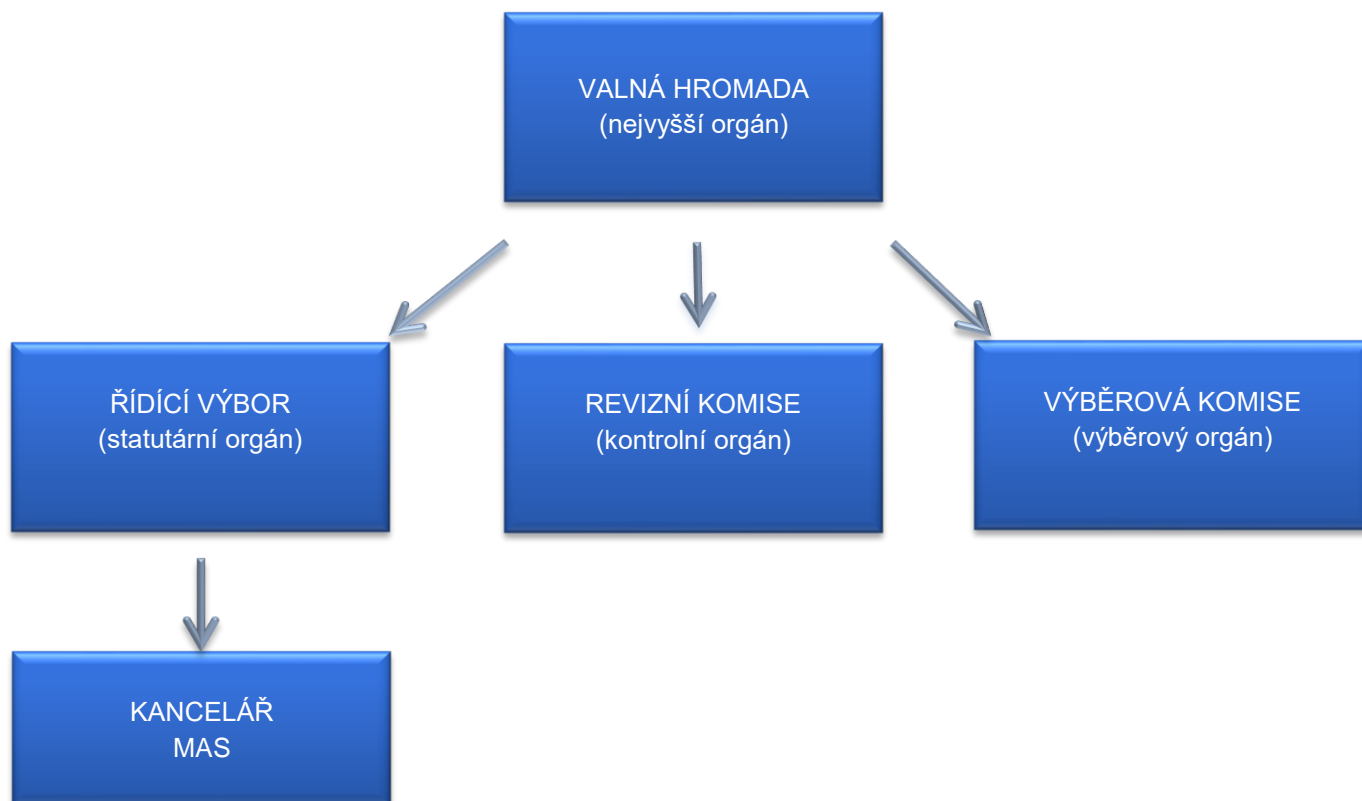 VALNÁ HROMADA
(nejvyšší orgán)
ŘÍDÍCÍ VÝBOR
(statutární orgán)
REVIZNÍ KOMISE
(kontrolní orgán)
VÝBĚROVÁ KOMISE
(výběrový orgán)
KANCELÁŘ
MAS